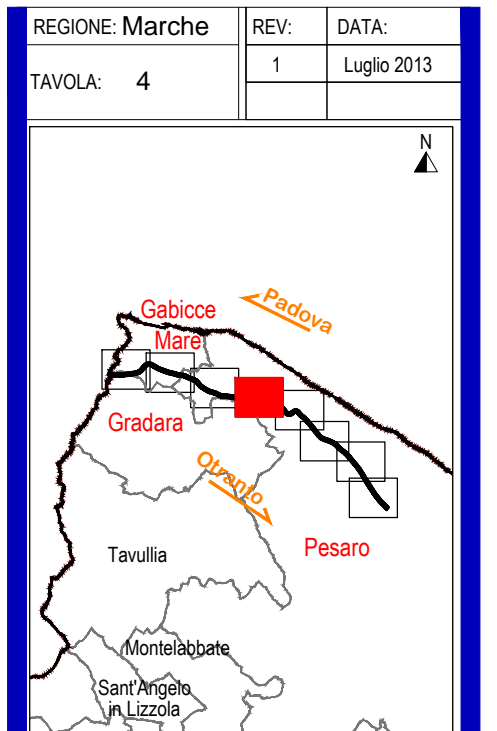 REGIONE: Marche
REV:
DATA:
TAVOLA: 4
1
Luglio 2013
N
Padova
Gabicce
Mare
Gradara
Otranto
Pesaro
Tavullia
Montelabbate
Sant'Angelo
in Lizzola